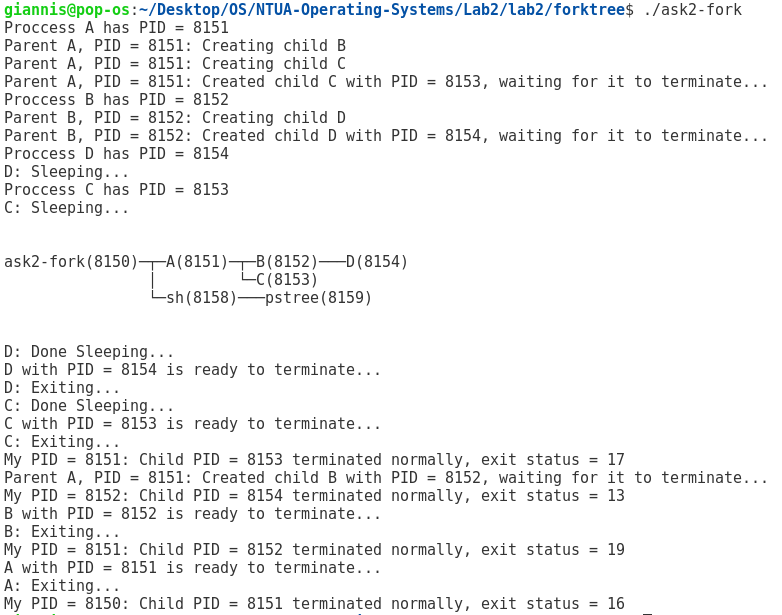 giannis@pop-os:~/Desktop/OS/NTUA-Operating-Systems/Lab2/lab2/forktree$ ./ask2-fork
Proccess A has PID = 8151
Parent A, PID = 8151: Creating child B
Parent A, PID = 8151: Creating child C
Parent A, PID = 8151: Created child C with PID = 8153, waiting for it to terminate...
Proccess B has PID = 8152
Parent B, PID = 8152: Creating child D
Parent B, PID = 8152: Created child D with PID = 8154, waiting for it to terminate...
Proccess D has PID = 8154
D: Sleeping...
Proccess C has PID = 8153
C: Sleeping...
ask2-fork(8150)─┬─A(8151)─┬─B(8152)───D(8154)
                │         └─C(8153)
                └─sh(8158)───pstree(8159)
D: Done Sleeping...
D with PID = 8154 is ready to terminate...
D: Exiting...
C: Done Sleeping...
C with PID = 8153 is ready to terminate...
C: Exiting...
My PID = 8151: Child PID = 8153 terminated normally, exit status = 17
Parent A, PID = 8151: Created child B with PID = 8152, waiting for it to terminate...
My PID = 8152: Child PID = 8154 terminated normally, exit status = 13
B with PID = 8152 is ready to terminate...
B: Exiting...
My PID = 8151: Child PID = 8152 terminated normally, exit status = 19
A with PID = 8151 is ready to terminate...
A: Exiting...
My PID = 8150: Child PID = 8151 terminated normally, exit status = 16